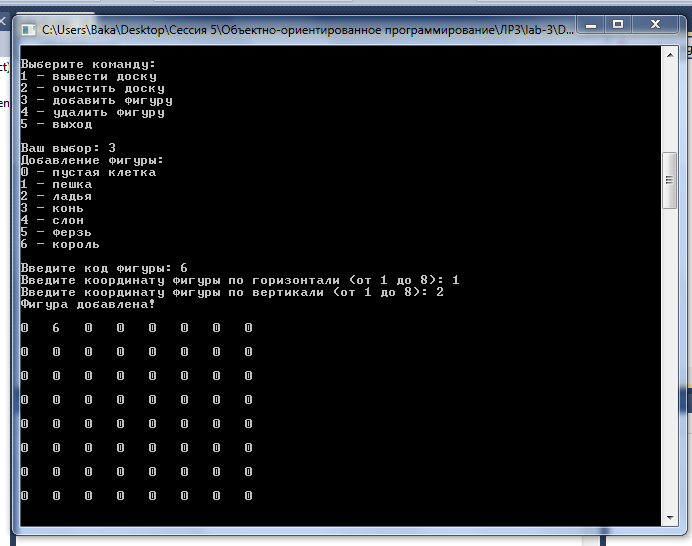 C:\Users\Baka\Desktop\Сессия 5\Объектно-ориентированное программирование\ЛР3\lab-3\D...
Выберите команду:
1 - вывести доску
2 - очистить доску
3 - добавить фигуру
4 - удалить фигуру
5 - выход
Ваш выбор: 3
Добавление фигуры:
0 - пустая клетка
1 - пешка
2 - ладья
3 - конь
4 - слон
5 - ферзь
6 - король
Введите код фигуры: 6
Введите координату фигуры по горизонтали (от 1 до 8): 1
Введите координату фигуры по вертикали (от 1 до 8): 2
Фигура добавлена!
0 6 0 0 0 0 0 0
0 0 0 0 0 0 0 0
0 0 0 0 0 0 0 0
0 0 0 0 0 0 0 0
0 0 0 0 0 0 0 0
0 0 0 0 0 0 0 0
0 0 0 0 0 0 0 0
0 0 0 0 0 0 0 0